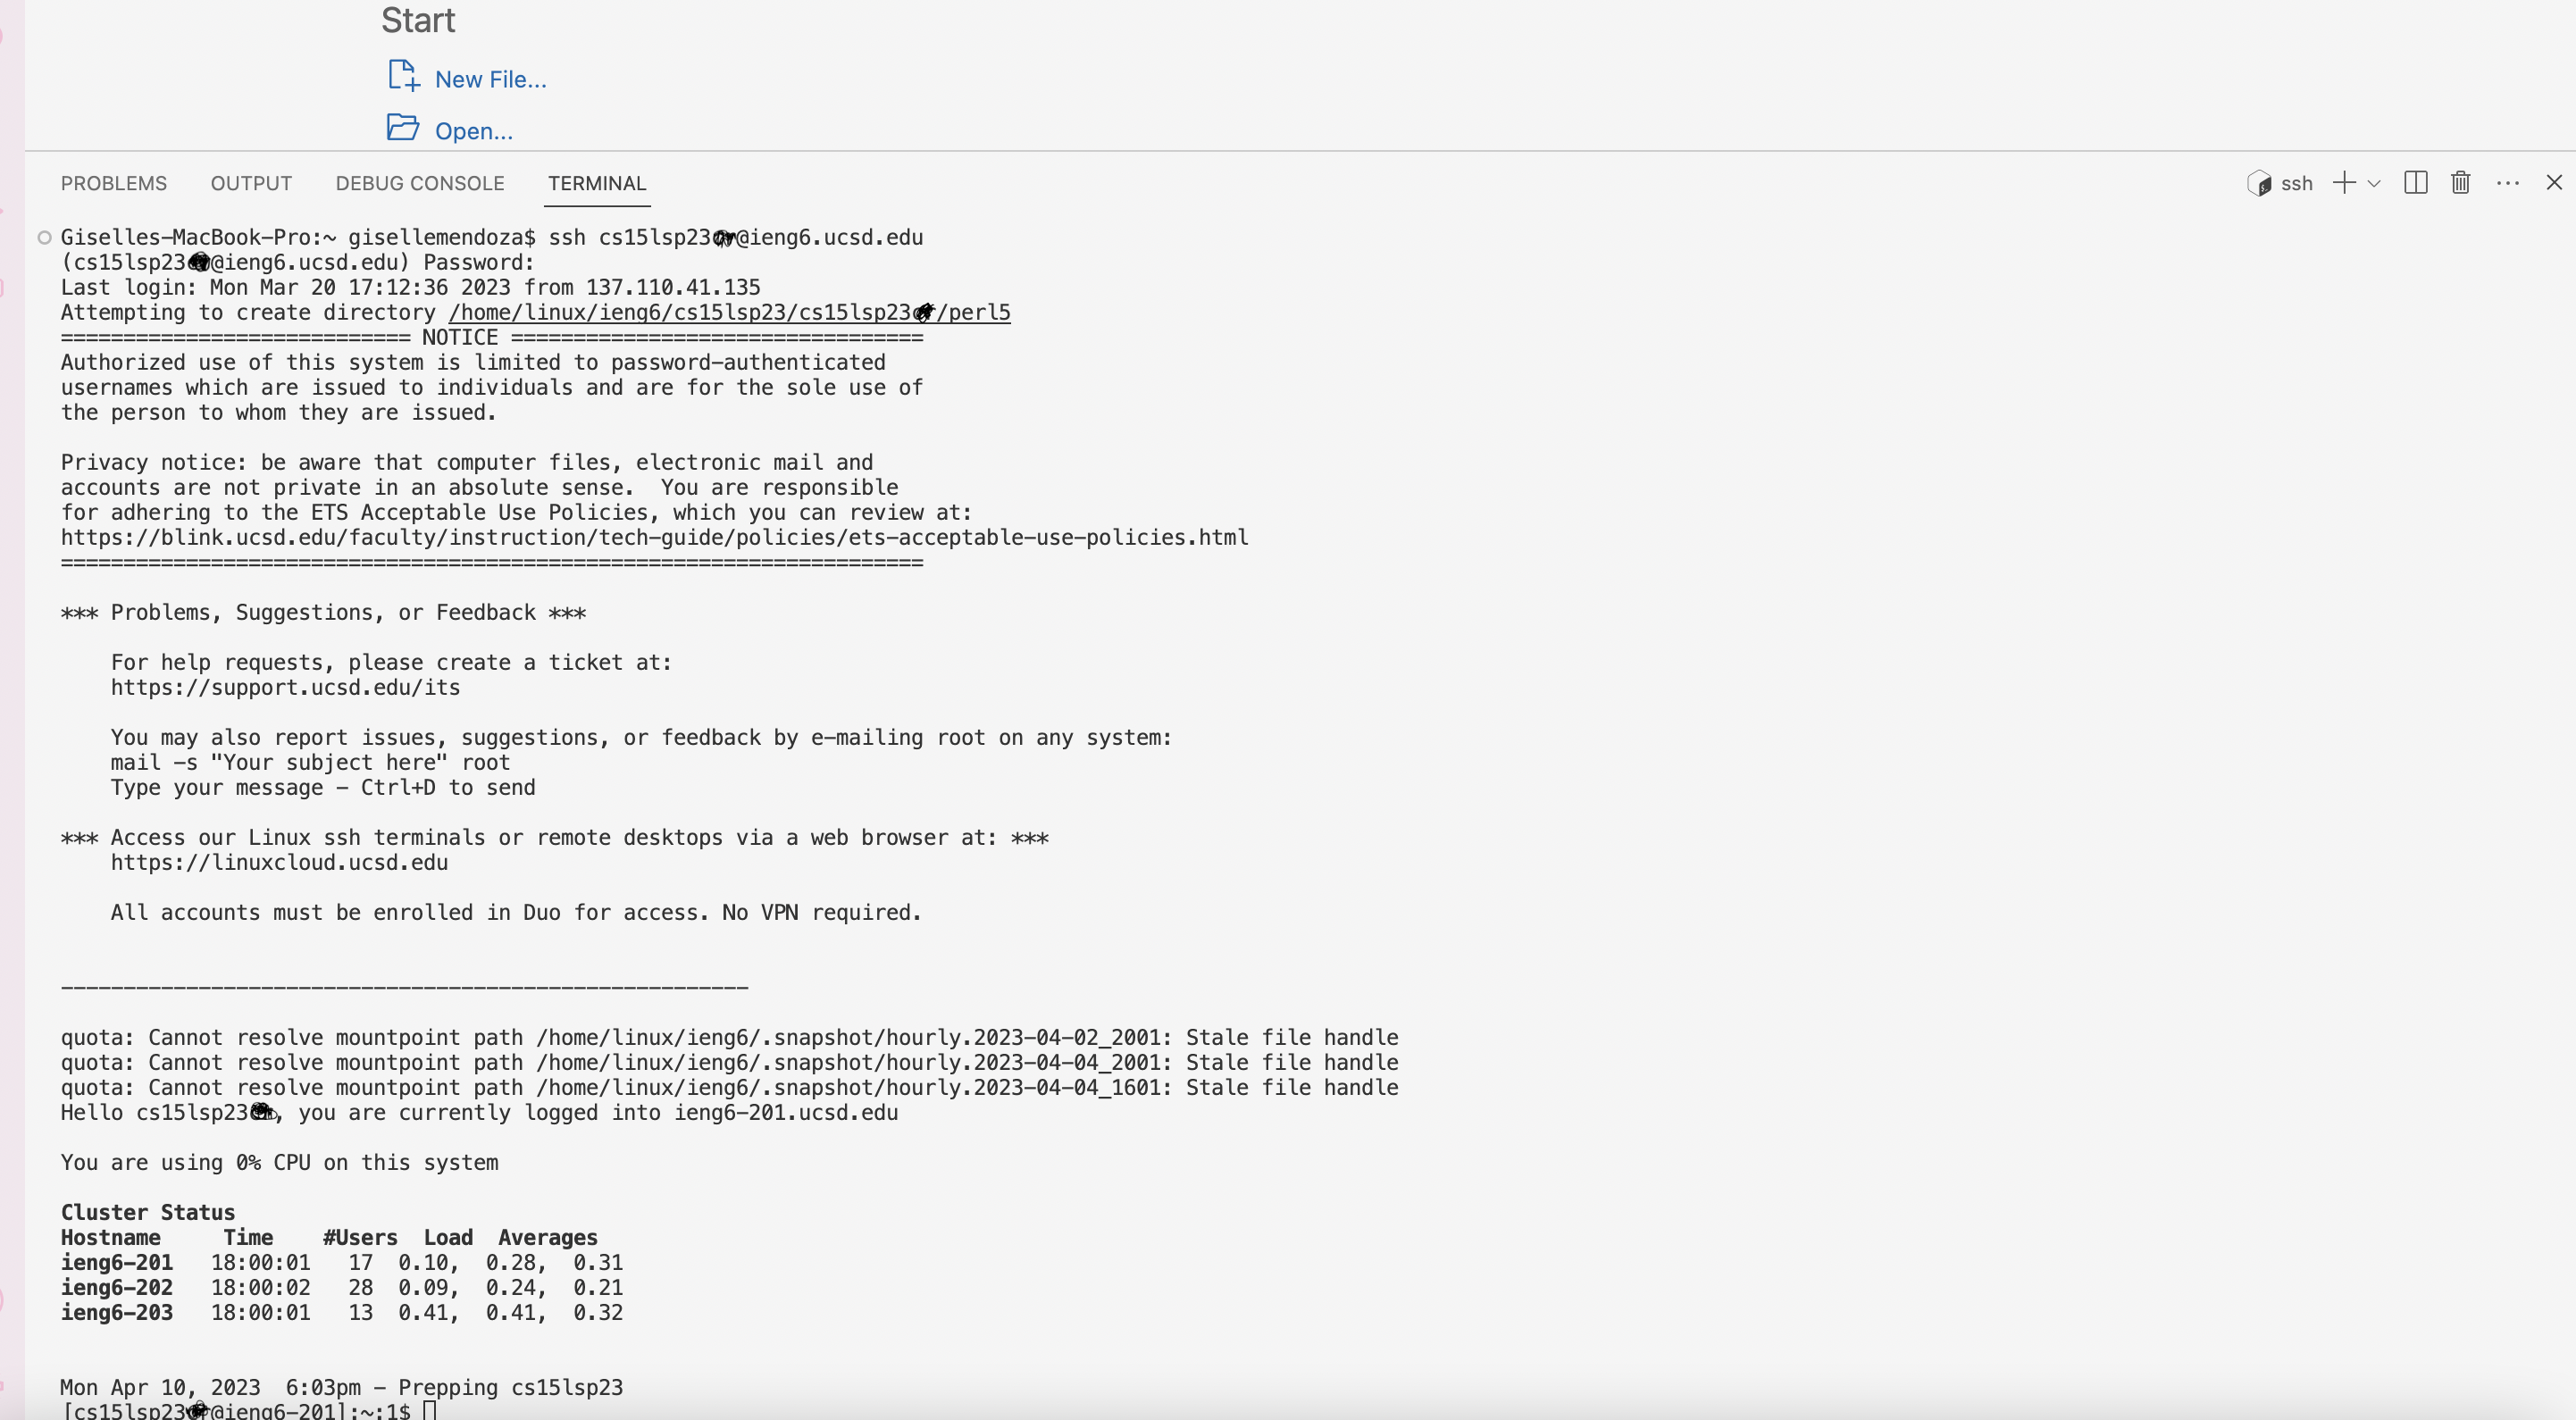 Start
New File...
Open...
PROBLEMS OUTPUT DEBUG CONSOLE TERMINAL ssh
Giselles-MacBook-Pro:~ gisellemendoza$ ssh cs15lsp23@ieng6.ucsd.edu
(cs15lsp23@ieng6.ucsd.edu) Password:
Last login: Mon Mar 20 17:12:36 2023 from 137.110.41.135
Attempting to create directory /home/linux/ieng6/cs15lsp23/cs15lsp23/perl5
============================ NOTICE =================================
Authorized use of this system is limited to password-authenticated
usernames which are issued to individuals and are for the sole use of
the person to whom they are issued.
Privacy notice: be aware that computer files, electronic mail and
accounts are not private in an absolute sense.  You are responsible
for adhering to the ETS Acceptable Use Policies, which you can review at:
https://blink.ucsd.edu/faculty/instruction/tech-guide/policies/ets-acceptable-use-policies.html
=====================================================================
*** Problems, Suggestions, or Feedback ***
For help requests, please create a ticket at:
https://support.ucsd.edu/its
You may also report issues, suggestions, or feedback by e-mailing root on any system:
mail -s "Your subject here" root
Type your message - Ctrl+D to send
*** Access our Linux ssh terminals or remote desktops via a web browser at: ***
https://linuxcloud.ucsd.edu
All accounts must be enrolled in Duo for access. No VPN required.
-------------------------------------------------------
quota: Cannot resolve mountpoint path /home/linux/ieng6/.snapshot/hourly.2023-04-02_2001: Stale file handle
quota: Cannot resolve mountpoint path /home/linux/ieng6/.snapshot/hourly.2023-04-04_2001: Stale file handle
quota: Cannot resolve mountpoint path /home/linux/ieng6/.snapshot/hourly.2023-04-04_1601: Stale file handle
Hello cs15lsp23, you are currently logged into ieng6-201.ucsd.edu
You are using 0% CPU on this system
Cluster Status
Hostname Time #Users Load Averages
ieng6-201 18:00:01 17 0.10, 0.28, 0.31
ieng6-202 18:00:02 28 0.09, 0.24, 0.21
ieng6-203 18:00:01 13 0.41, 0.41, 0.32
Mon Apr 10, 2023 6:03pm - Prepping cs15lsp23
[cs15lsp23@ieng6-201]:~:1$